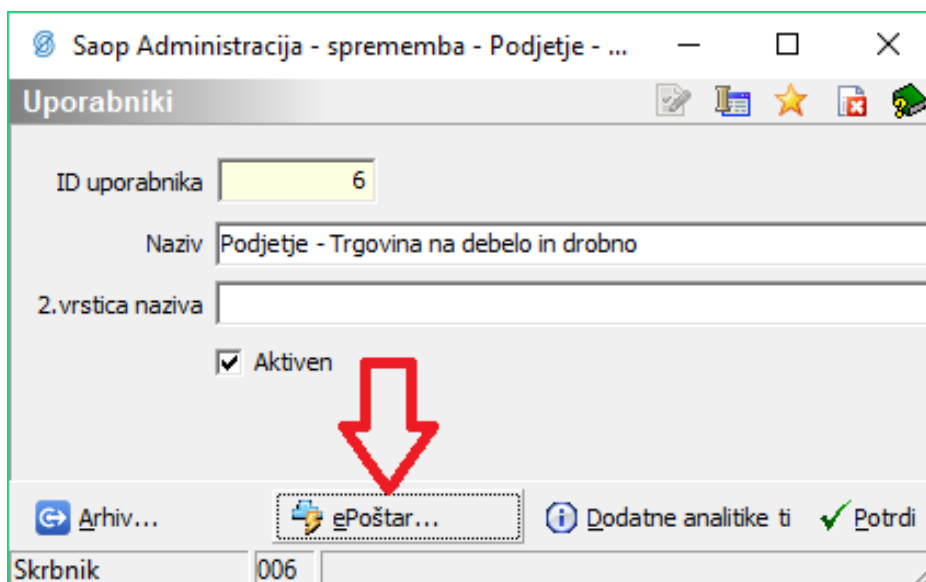 Saop Administracija - sprememba - Podjetje - ...
Uporabniki
ID uporabnika 6
Naziv Podjetje - Trgovina na debelo in drobno
2.vrstica naziva
Aktiven
Arhiv... ePoštar... Dodatne analitike ti Potrdi
Skrbnik 006